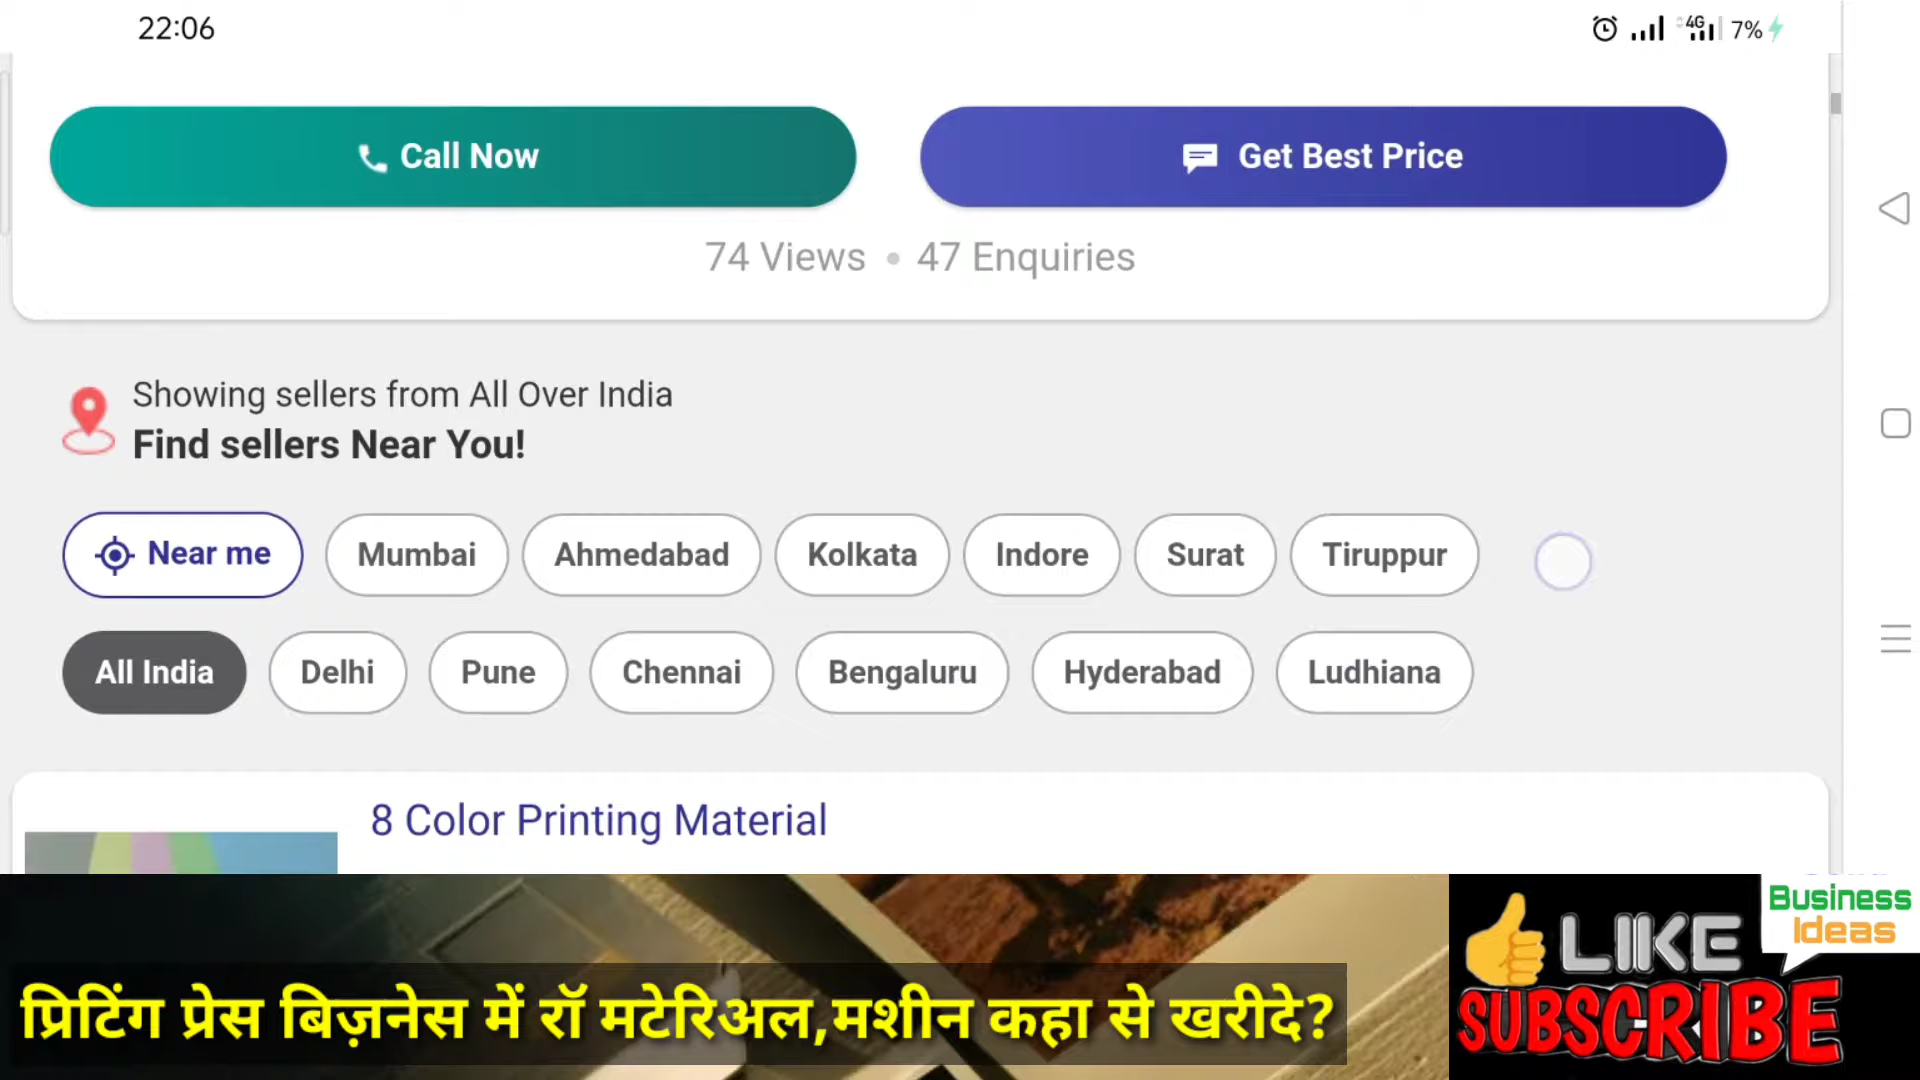 22:06
4G 7%
Call Now
Get Best Price
74 Views • 47 Enquiries
Showing sellers from All Over India
Find sellers Near You!
Near me Mumbai Ahmedabad Kolkata Indore Surat Tiruppur
All India Delhi Pune Chennai Bengaluru Hyderabad Ludhiana
8 Color Printing Material
Business
Ideas
LIKE
SUBSCRIBE
प्रिटिंग प्रेस बिज़नेस में रॉ मटेरिअल,मशीन कहा से खरीदे?